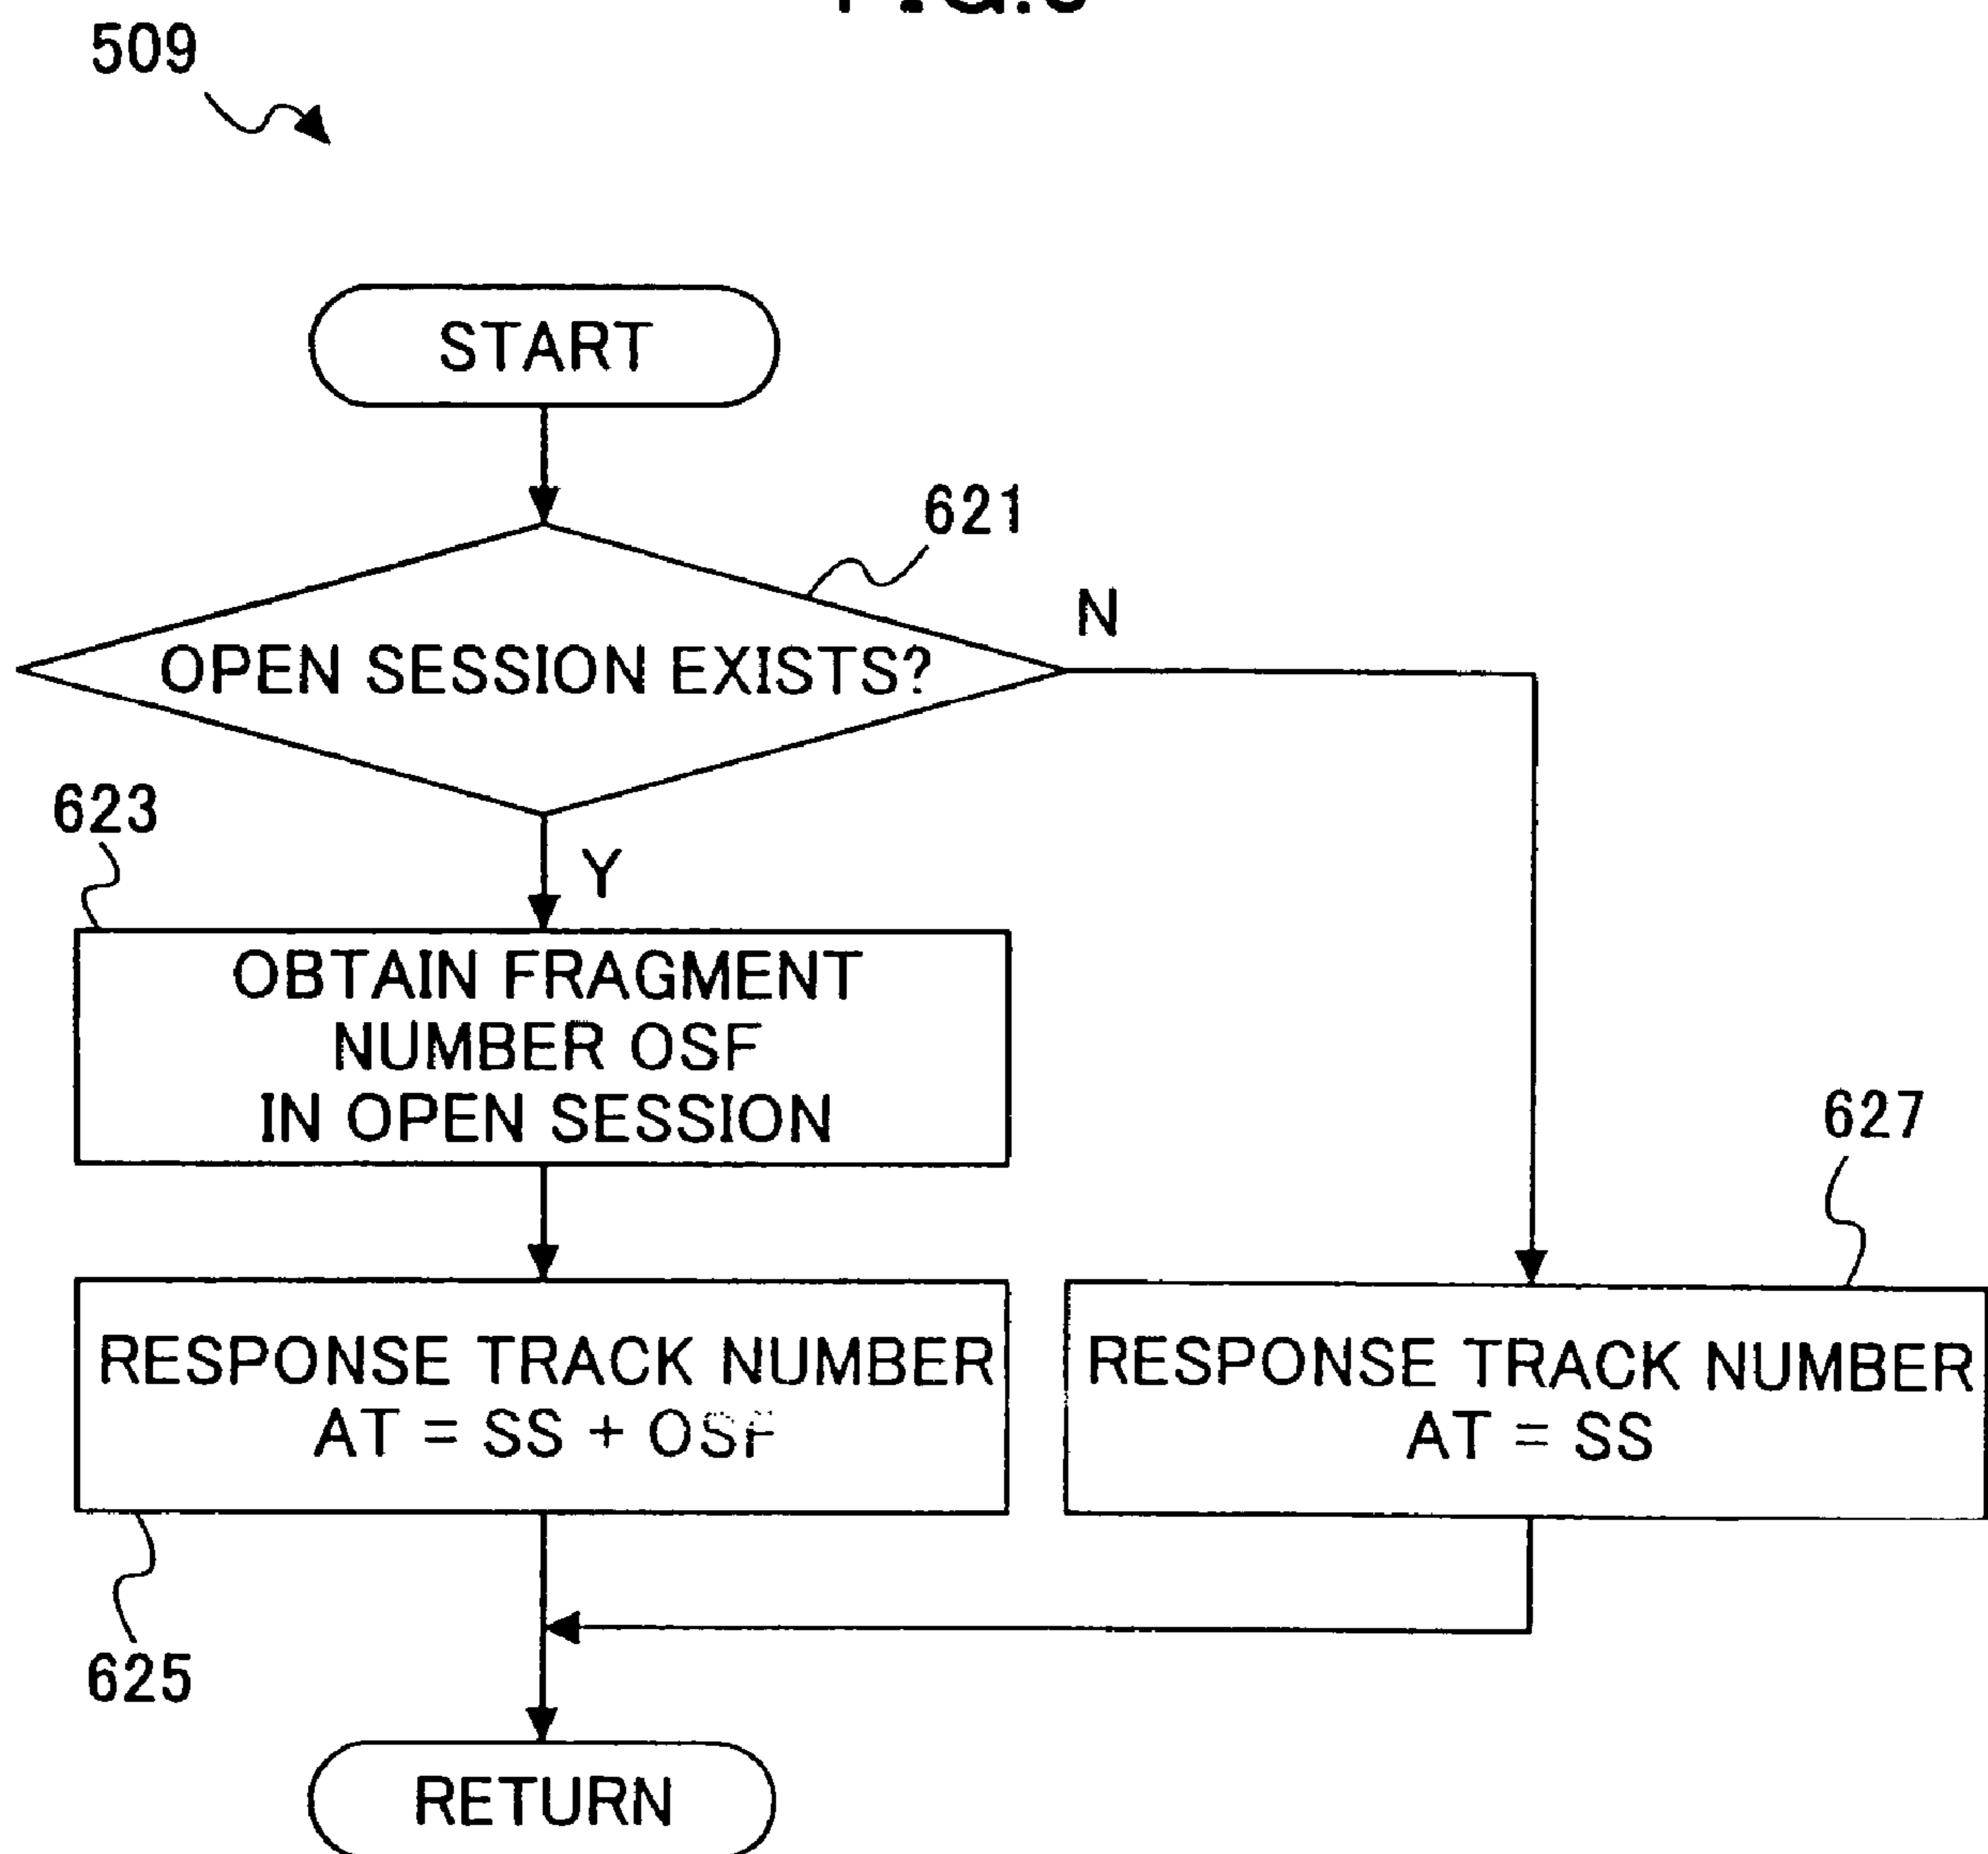 509
START
621
OPEN SESSION EXISTS?
N
623
Y
OBTAIN FRAGMENT
NUMBER OSF
IN OPEN SESSION
627
RESPONSE TRACK NUMBER
AT = SS + OSF
RESPONSE TRACK NUMBER
AT = SS
625
RETURN